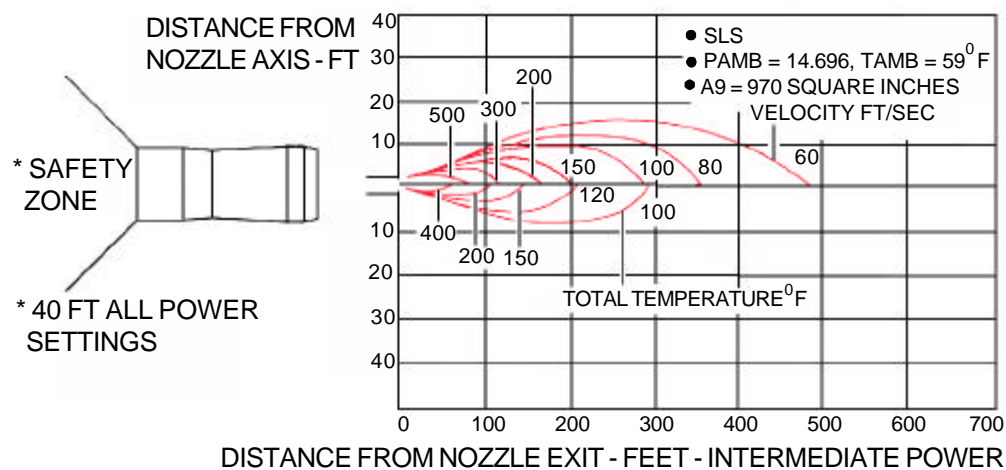 DISTANCE FROM
NOZZLE AXIS - FT
40
30
20
10
0
10
20
30
40
● SLS
● PAMB = 14.696, TAMB = 59⁰F
● A9 = 970 SQUARE INCHES
VELOCITY FT/SEC
500
300
200
150
100
80
60
400
200
150
120
100
TOTAL TEMPERATURE⁰F
* SAFETY
ZONE
* 40 FT ALL POWER
SETTINGS
0 100 200 300 400 500 600 700
DISTANCE FROM NOZZLE EXIT - FEET - INTERMEDIATE POWER